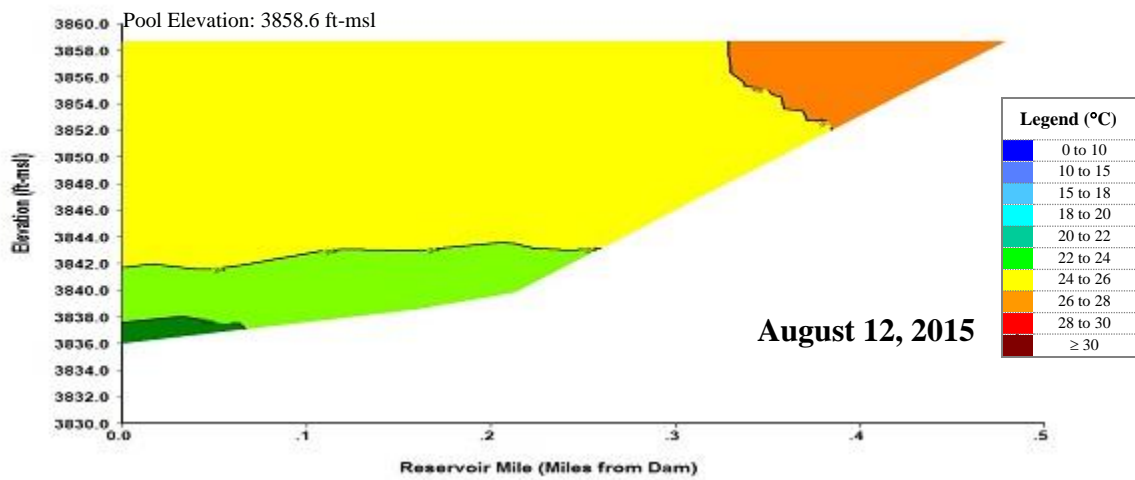 Pool Elevation: 3858.6 ft-msl
3860.0
3858.0
3856.0
3854.0
3852.0
3850.0
3848.0
3846.0
3844.0
3842.0
3840.0
3838.0
3836.0
3834.0
3832.0
3830.0
Elevation (ft-msl)
0.0 .1 .2 .3 .4 .5
Reservoir Mile (Miles from Dam)
August 12, 2015
Legend (°C)
0 to 10
10 to 15
15 to 18
18 to 20
20 to 22
22 to 24
24 to 26
26 to 28
28 to 30
≥ 30